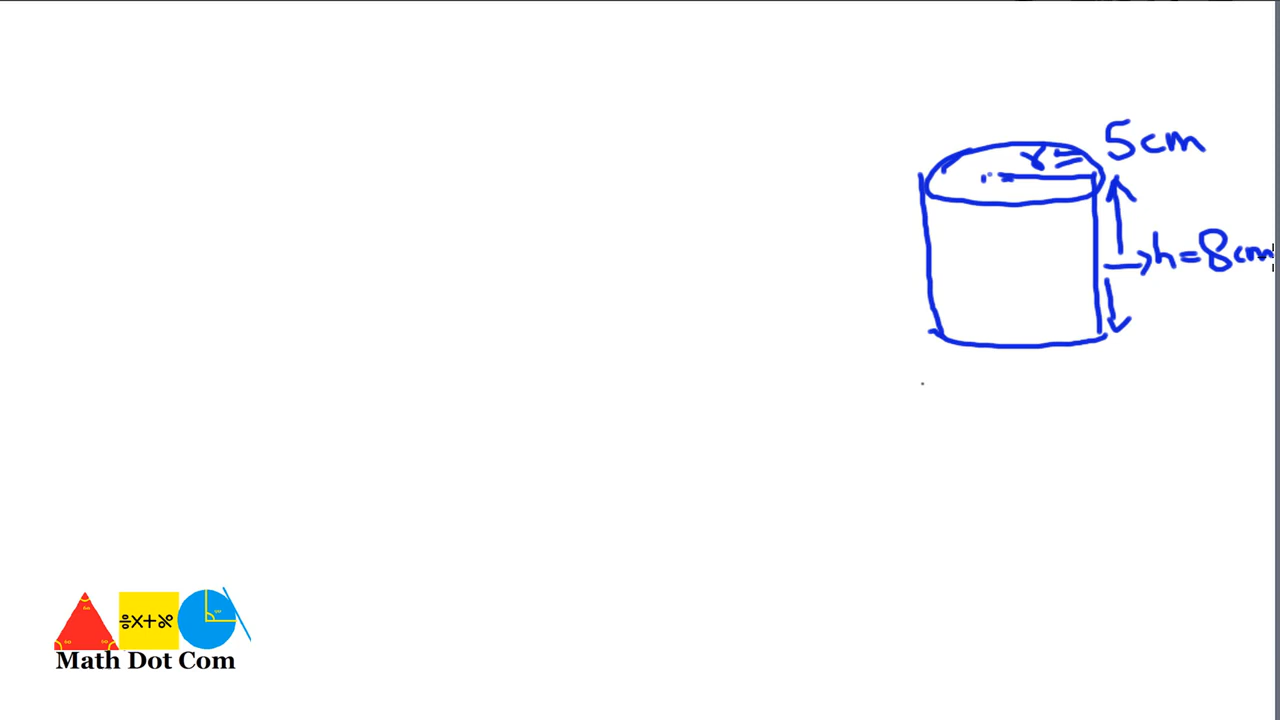 r = 5cm
h=8cm
÷x+%
Math Dot Com